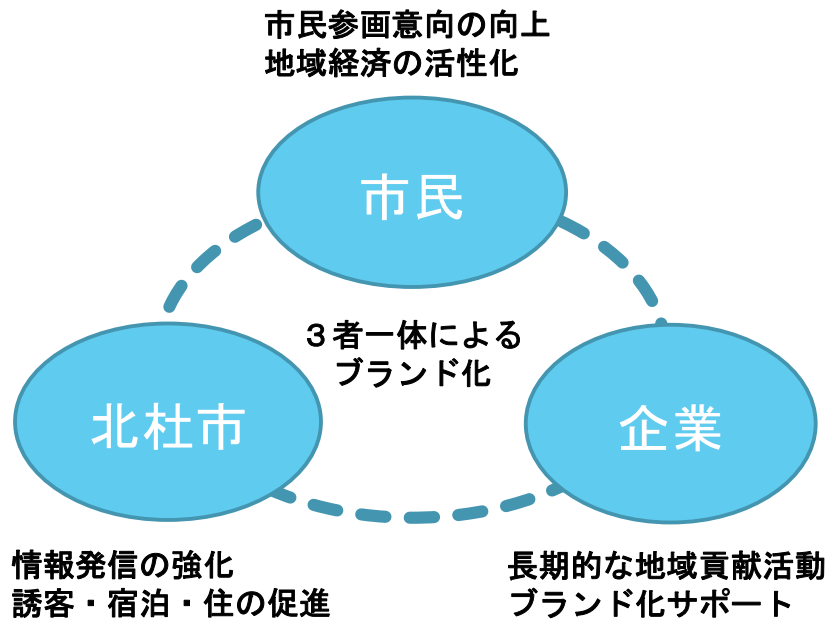 市民参画意向の向上
地域経済の活性化
市民
３者一体による
ブランド化
北杜市
企業
情報発信の強化
誘客・宿泊・住の促進
長期的な地域貢献活動
ブランド化サポート